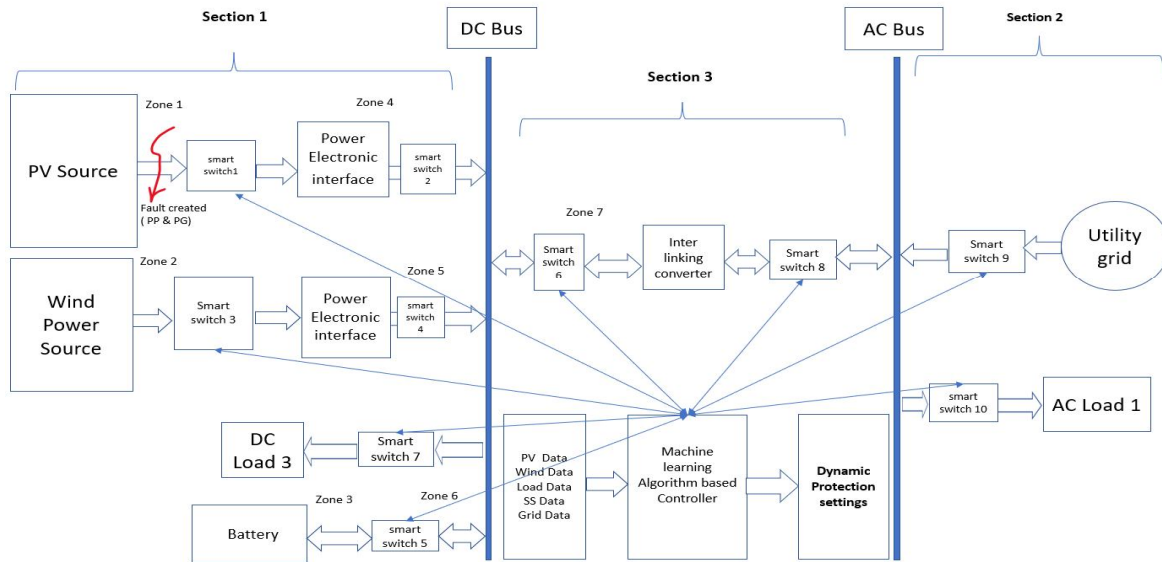 Section 1
DC Bus
AC Bus
Section 2
Section 3
Zone 1
Zone 4
PV Source
smart
switch1
Power
Electronic
interface
smart
switch
2
Fault created
( PP & PG)
Zone 7
Smart
switch
6
Inter
linking
converter
Smart
switch 8
Smart
switch 9
Utility
grid
Zone 2
Zone 5
Wind
Power
Source
Smart
switch 3
Power
Electronic
interface
smart
switch
4
DC
Load 3
Smart
switch 7
PV Data
Wind Data
Load Data
SS Data
Grid Data
Machine
learning
Algorithm based
Controller
Dynamic
Protection
settings
smart
switch 10
AC Load 1
Zone 3
Zone 6
Battery
smart
switch 5